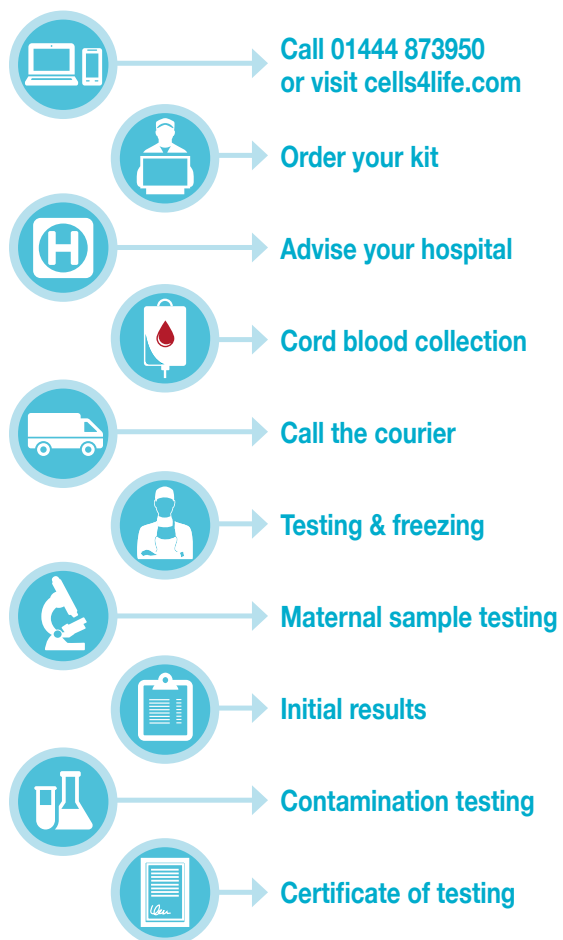 Call 01444 873950
or visit cells4life.com
Order your kit
H
Advise your hospital
Cord blood collection
Call the courier
Testing & freezing
Maternal sample testing
Initial results
Contamination testing
Certificate of testing